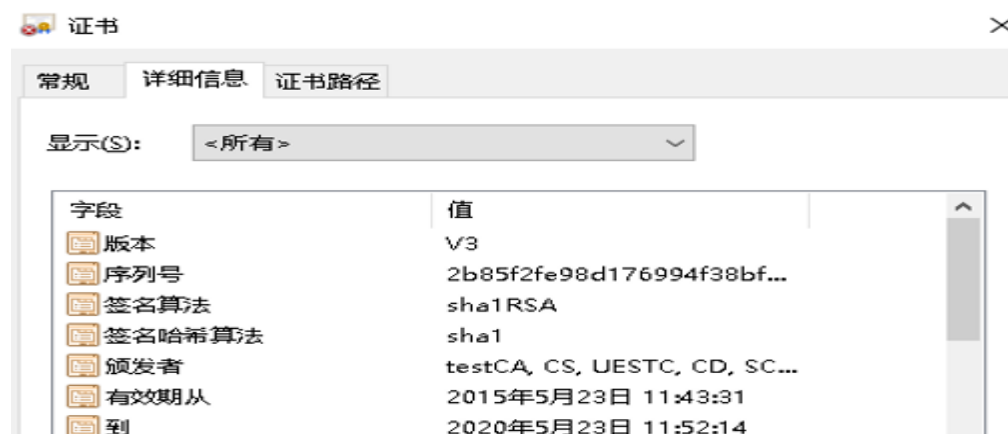 证书
常规 详细信息 证书路径
显示(S): <所有>
字段 值
版本 V3
序列号 2b85f2fe98d176994f38bf...
签名算法 sha1RSA
签名哈希算法 sha1
颁发者 testCA, CS, UESTC, CD, SC...
有效期从 2015年5月23日 11:43:31
到 2020年5月23日 11:52:14